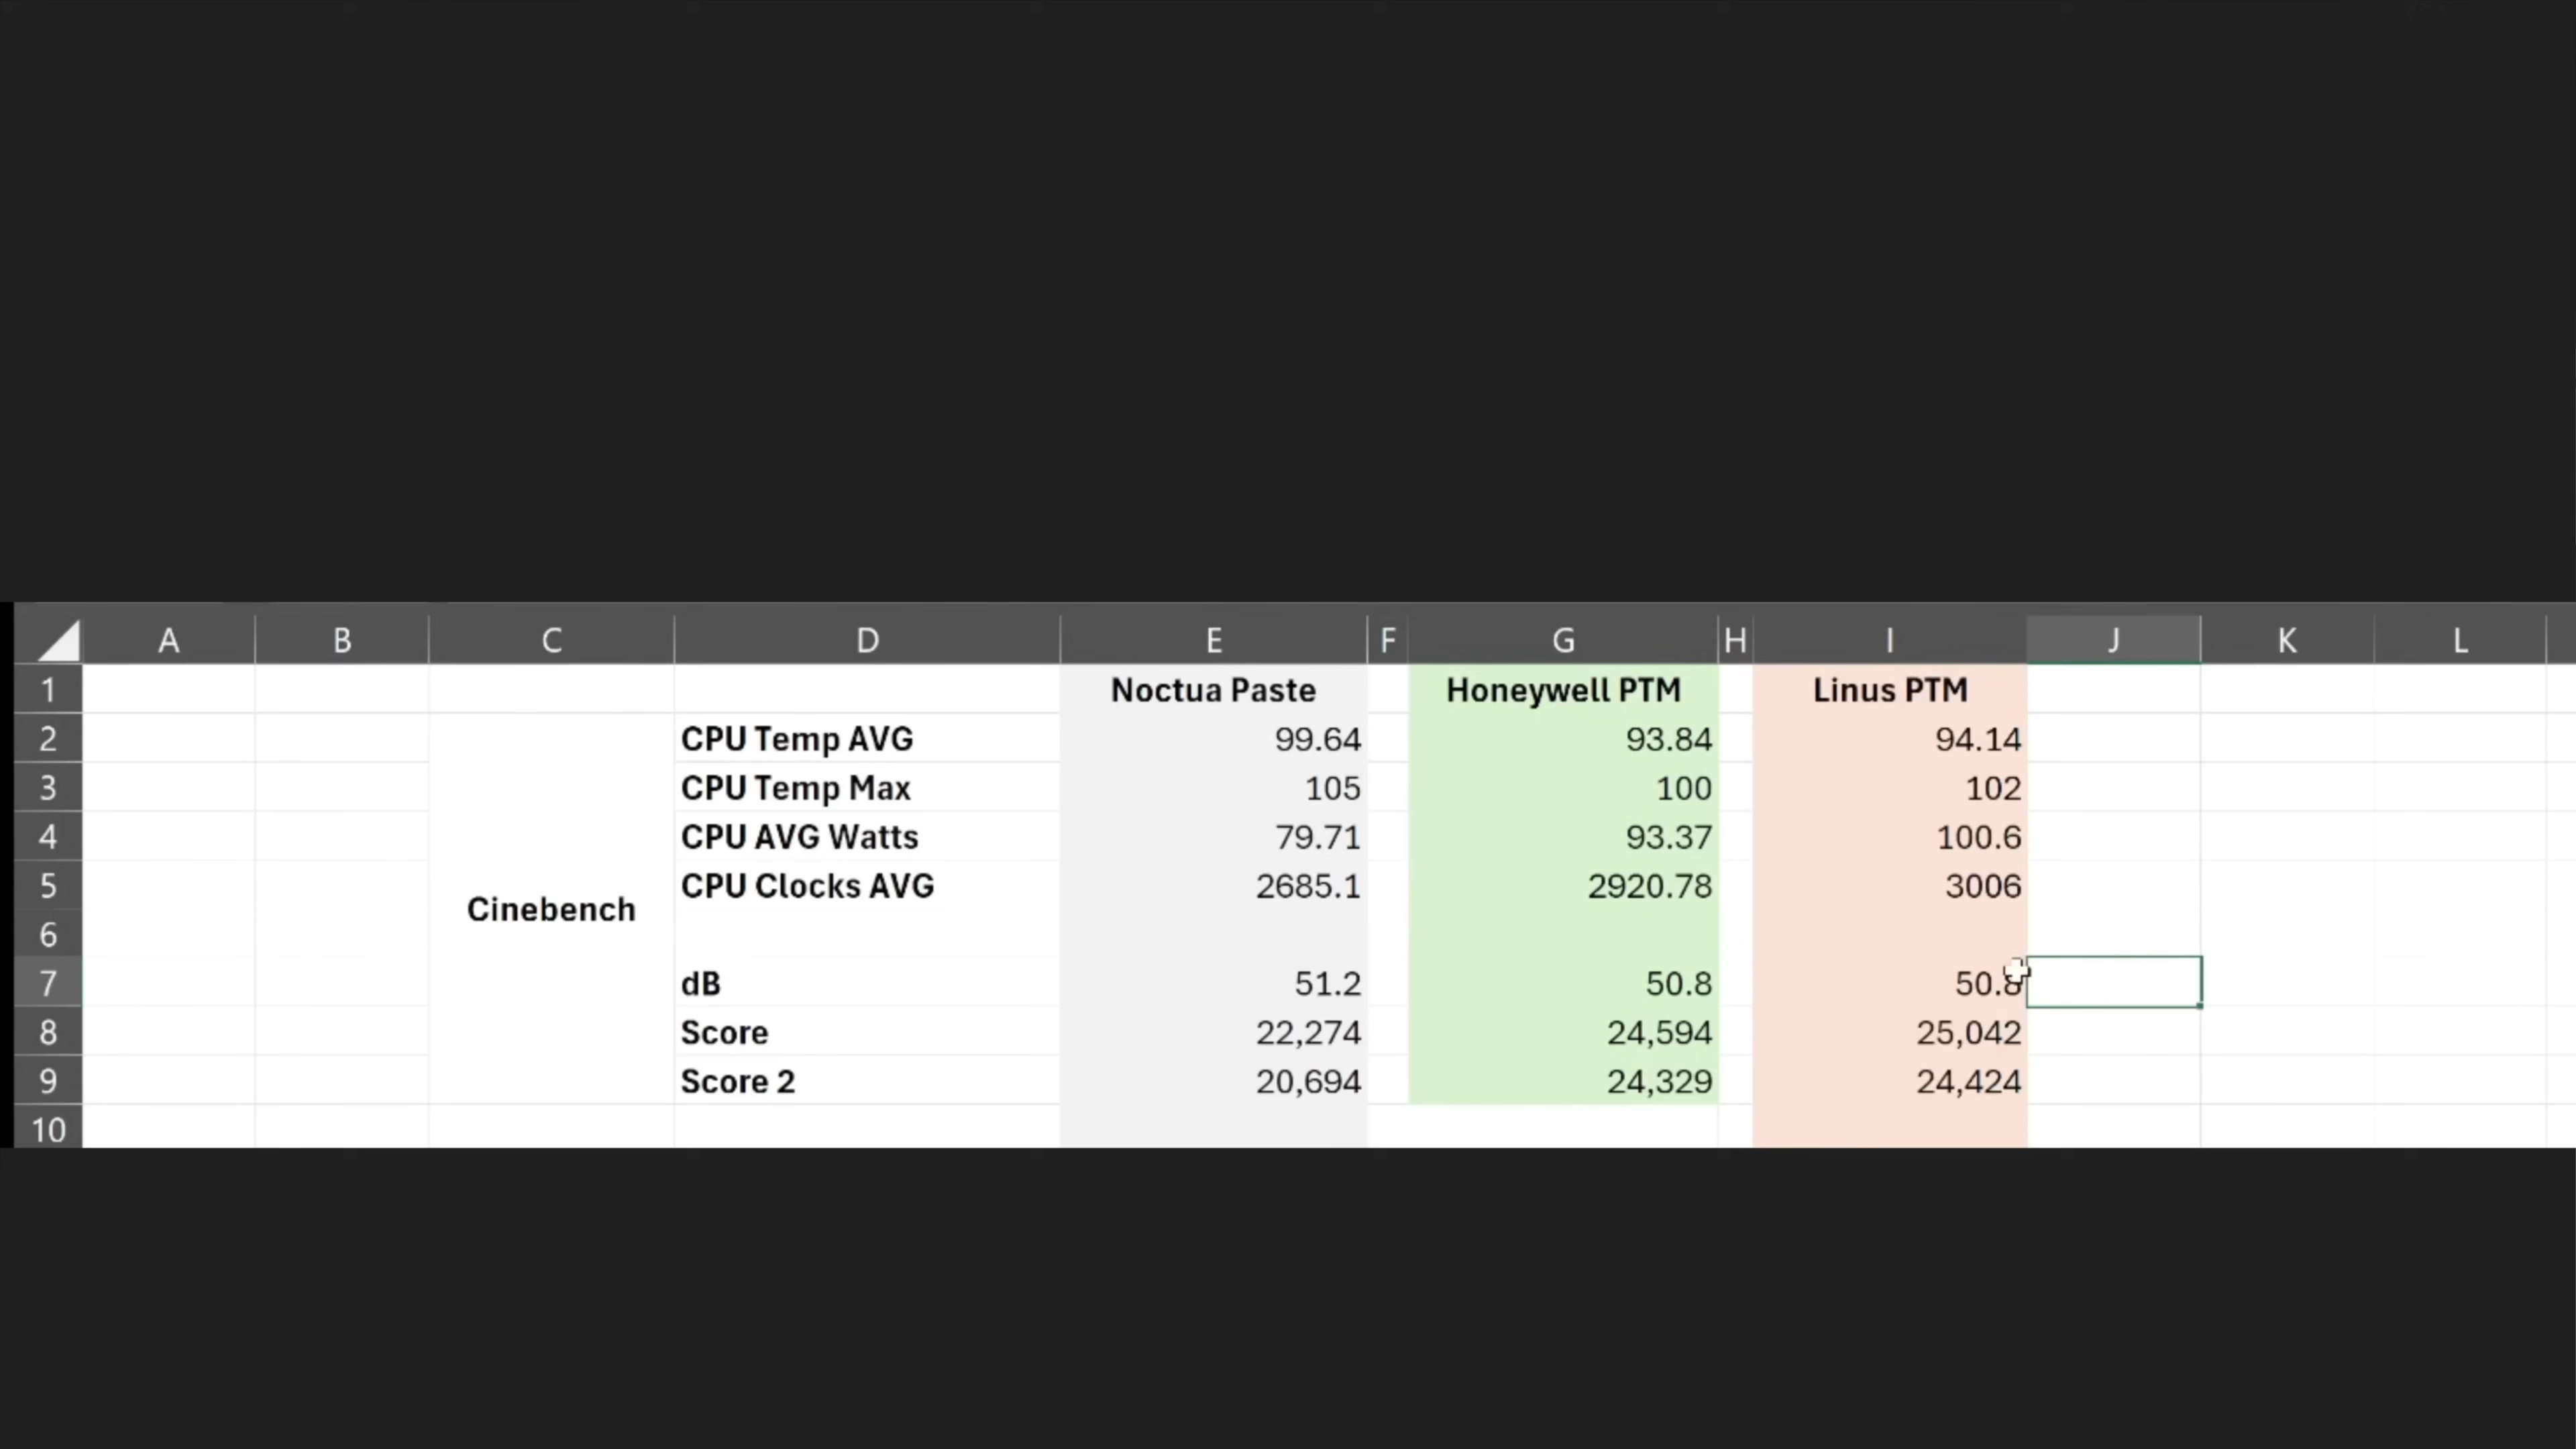 A B C D E F G H I J K L
1 Noctua Paste Honeywell PTM Linus PTM
2 CPU Temp AVG 99.64 93.84 94.14
3 CPU Temp Max 105 100 102
4 CPU AVG Watts 79.71 93.37 100.6
5 CPU Clocks AVG 2685.1 2920.78 3006
Cinebench
6
7 dB 51.2 50.8 50.8
8 Score 22,274 24,594 25,042
9 Score 2 20,694 24,329 24,424
10